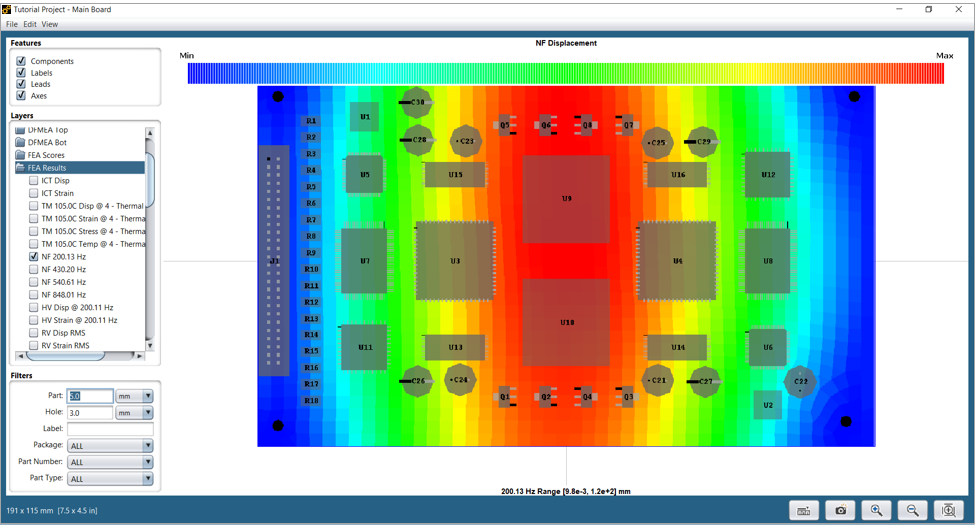 Tutorial Project - Main Board
File Edit View
Features
Components
Labels
Leads
Axes
Layers
DFMEA Top
DFMEA Bot
FEA Scores
FEA Results
ICT Disp
ICT Strain
TM 105.0C Disp @ 4 - Thermal
TM 105.0C Strain @ 4 - Therma
TM 105.0C Stress @ 4 - Therma
TM 105.0C Temp @ 4 - Therma
NF 200.13 Hz
NF 430.20 Hz
NF 540.61 Hz
NF 848.01 Hz
HV Disp @ 200.11 Hz
HV Strain @ 200.11 Hz
RV Disp RMS
RV Strain RMS
Filters
Part: 5.0 mm
Hole: 3.0 mm
Label:
Package: ALL
Part Number: ALL
Part Type: ALL
NF Displacement
Min Max
C30
R1 U1 Q5 Q6 Q8 Q7
R2 C28 C23 C25 C29
R3
R4 U5 U15 U16 U12
R5
R6 U9
R7
R8
R9
J1 R10 U7 U3 U4 U8
R11
R12
R13 U10
R14
R15 U11 U13 U14 U6
R16
R17 C26 C24 C21 C27 C22
R18 Q1 Q2 Q4 Q3 U2
200.13 Hz Range [9.8e-3, 1.2e+2] mm
191 x 115 mm [7.5 x 4.5 in]